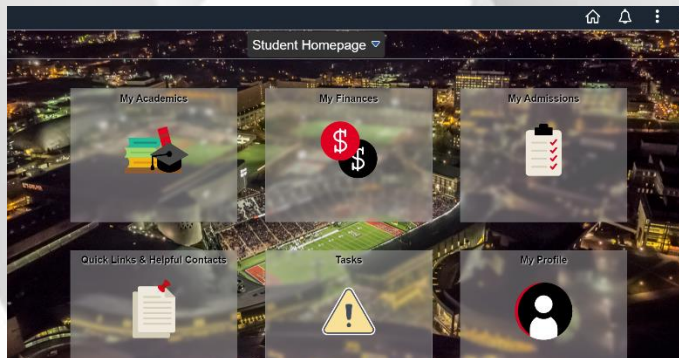 Student Homepage
My Academics
My Finances
My Admissions
$
$
Quick Links & Helpful Contacts
Tasks
My Profile